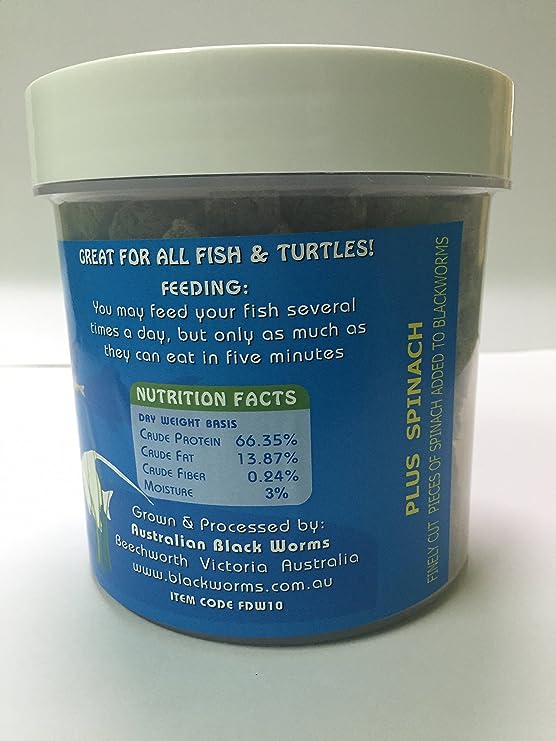 GREAT FOR ALL FISH & TURTLES!
FEEDING:
You may feed your fish several
times a day, but only as much as
they can eat in five minutes
NUTRITION FACTS
DRY WEIGHT BASIS
CRUDE PROTEIN 66.35%
CRUDE FAT 13.87%
CRUDE FIBER 0.24%
MOISTURE 3%
Grown & Processed by:
Australian Black Worms
Beechworth Victoria Australia
www.blackworms.com.au
ITEM CODE FDW10
PLUS SPINACH
FINELY CUT PIECES OF SPINACH ADDED TO BLACKWORMS